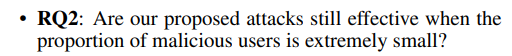 • RQ2: Are our proposed attacks still effective when the
proportion of malicious users is extremely small?